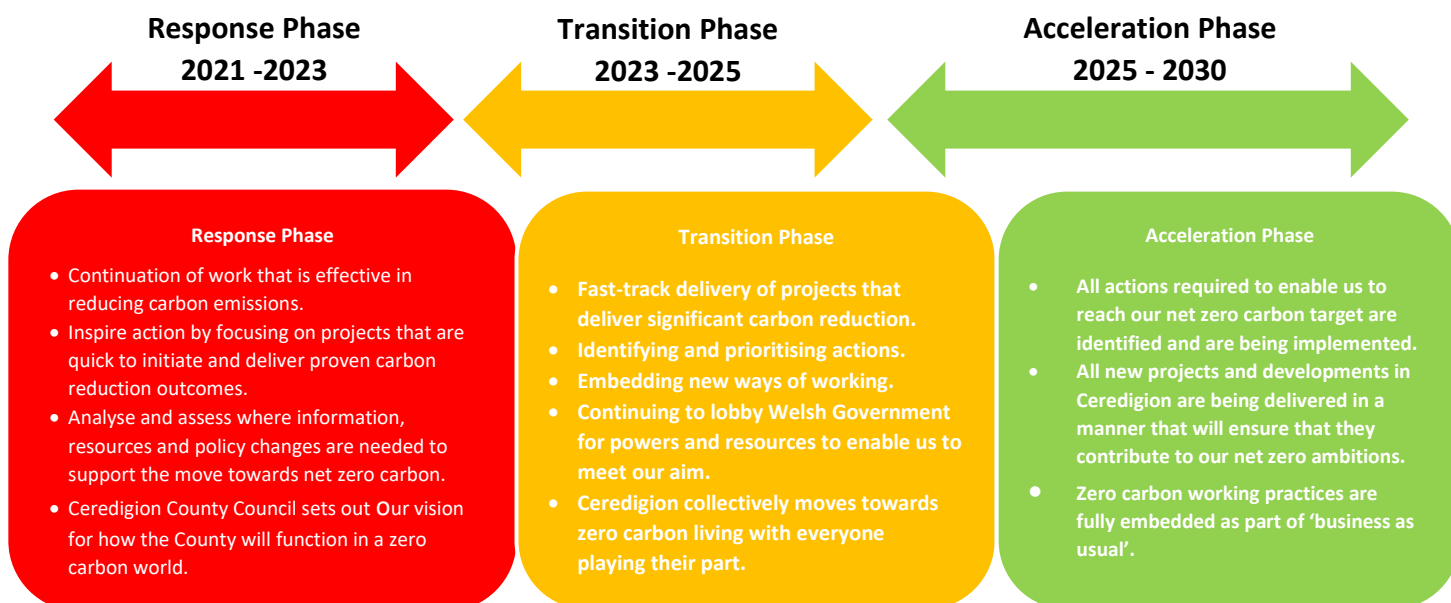 Response Phase
2021 -2023
Transition Phase
2023 -2025
Acceleration Phase
2025 - 2030
Response Phase
• Continuation of work that is effective in
reducing carbon emissions.
• Inspire action by focusing on projects that are
quick to initiate and deliver proven carbon
reduction outcomes.
• Analyse and assess where information,
resources and policy changes are needed to
support the move towards net zero carbon.
• Ceredigion County Council sets out Our vision
for how the County will function in a zero
carbon world.
Transition Phase
• Fast-track delivery of projects that
deliver significant carbon reduction.
• Identifying and prioritising actions.
• Embedding new ways of working.
• Continuing to lobby Welsh Government
for powers and resources to enable us to
meet our aim.
• Ceredigion collectively moves towards
zero carbon living with everyone
playing their part.
Acceleration Phase
• All actions required to enable us to
reach our net zero carbon target are
identified and are being implemented.
• All new projects and developments in
Ceredigion are being delivered in a
manner that will ensure that they
contribute to our net zero ambitions.
• Zero carbon working practices are
fully embedded as part of ‘business as
usual’.